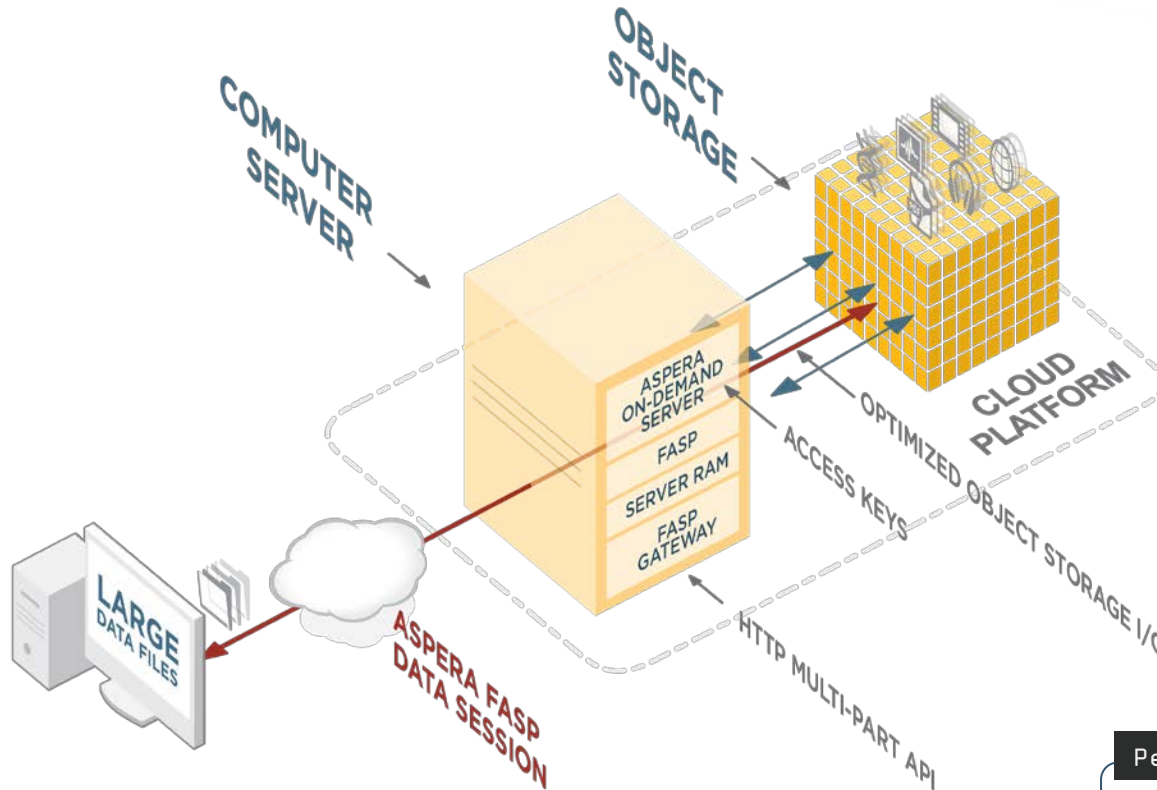 OBJECT
STORAGE
COMPUTER
SERVER
CLOUD
PLATFORM
ASPERA
ON-DEMAND
SERVER
FASP
SERVER RAM
FASP
GATEWAY
OPTIMIZED OBJECT STORAGE I/O
ACCESS KEYS
HTTP MULTI-PART API
LARGE
DATA FILES
ASPERA FASP
DATA SESSION
Pe